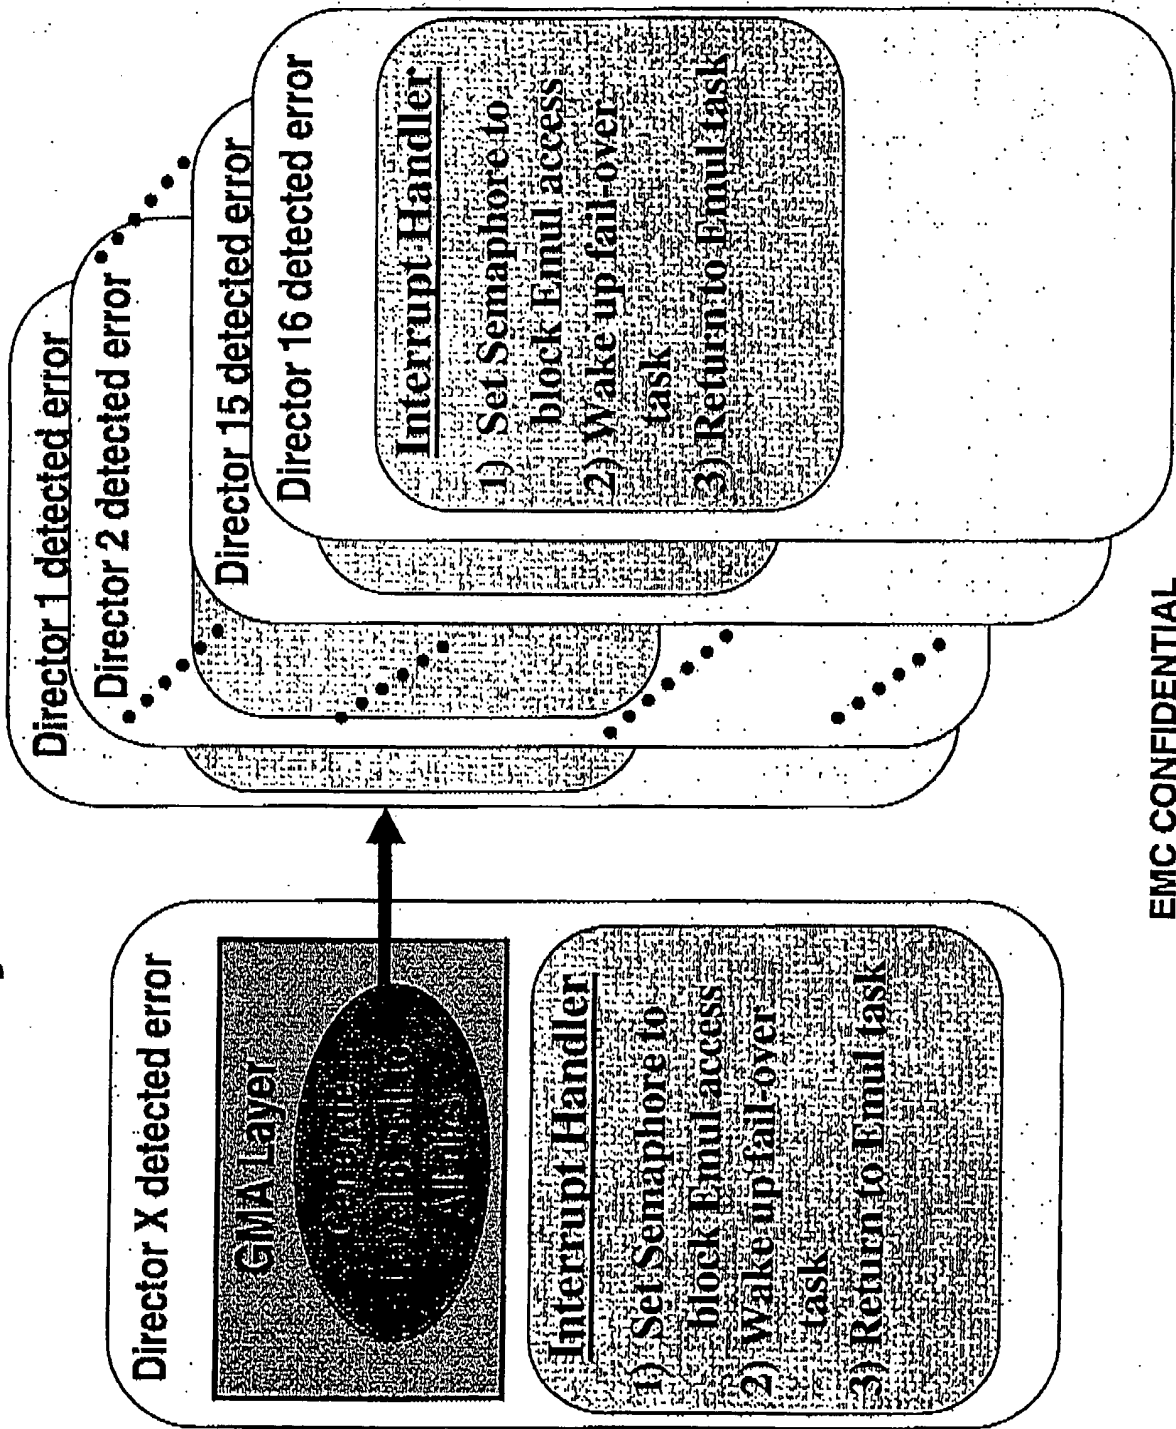 Director X detected error
GMA Layer
Generate
Interrupt Handler
1) Set Semaphore to
block Emul access
2) Wake up fail-over
task
3) Return to Emul task
Director 1 detected error
Director 2 detected error
Director 15 detected error
Director 16 detected error
Interrupt Handler
1) Set Semaphore to
block Emul access
2) Wake up fail-over
task
3) Return to Emul task
EMC CONFIDENTIAL